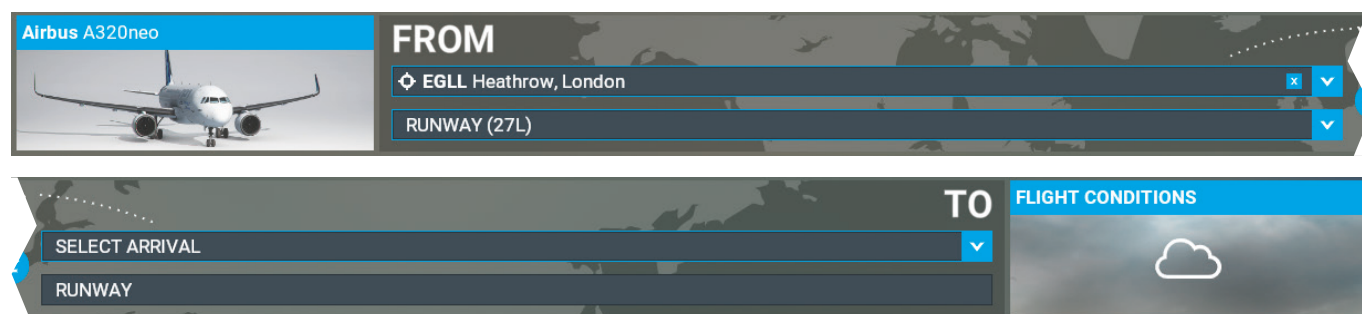 Airbus A320neo
FROM
EGLL Heathrow, London
x
RUNWAY (27L)
TO
FLIGHT CONDITIONS
SELECT ARRIVAL
RUNWAY